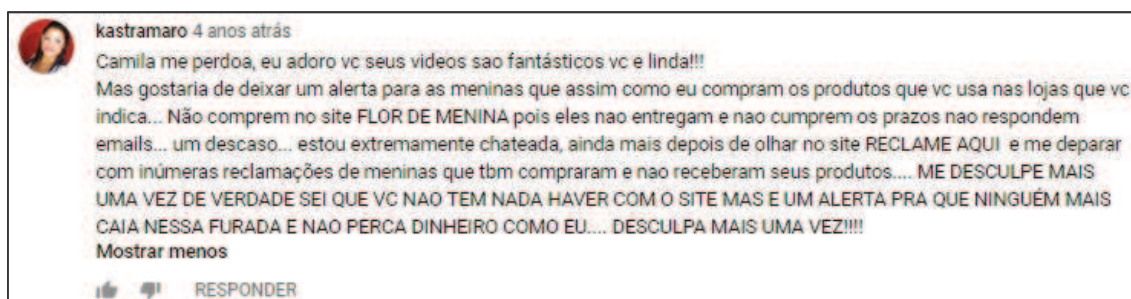 kastramaro 4 anos atrás
Camila me perdoa, eu adoro vc seus videos sao fantásticos vc e linda!!!
Mas gostaria de deixar um alerta para as meninas que assim como eu compram os produtos que vc usa nas lojas que vc
indica... Não comprem no site FLOR DE MENINA pois eles nao entregam e nao cumprem os prazos nao respondem
emails... um descaso... estou extremamente chateada, ainda mais depois de olhar no site RECLAME AQUI e me deparar
com inúmeras reclamações de meninas que tbm compraram e nao receberam seus produtos.... ME DESCULPE MAIS
UMA VEZ DE VERDADE SEI QUE VC NAO TEM NADA HAVER COM O SITE MAS E UM ALERTA PRA QUE NINGUÉM MAIS
CAIA NESSA FURADA E NAO PERCA DINHEIRO COMO EU.... DESCULPA MAIS UMA VEZ!!!!
Mostrar menos
RESPONDER